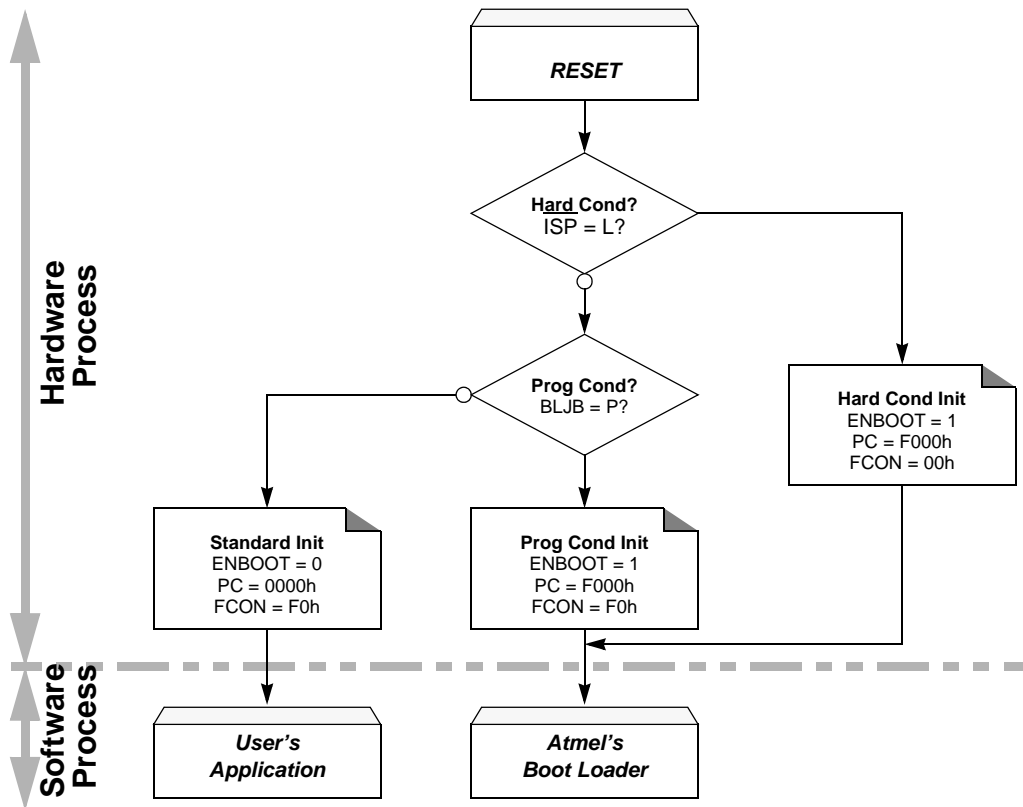 RESET
Hard Cond?
ISP = L?
Prog Cond?
BLJB = P?
Hard Cond Init
ENBOOT = 1
PC = F000h
FCON = 00h
Standard Init
ENBOOT = 0
PC = 0000h
FCON = F0h
Prog Cond Init
ENBOOT = 1
PC = F000h
FCON = F0h
Hardware
Process
Software
Process
User's
Application
Atmel's
Boot Loader